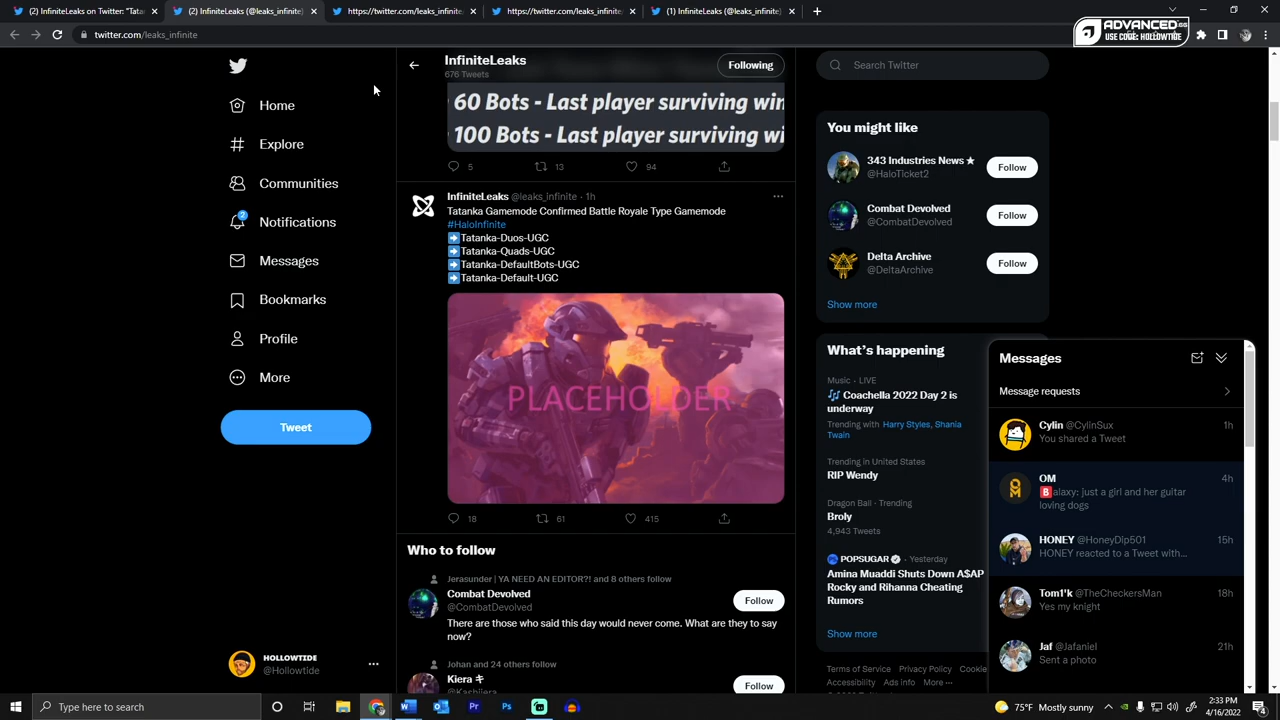 (2) InfiniteLeaks on Twitter: "Tata
(2) InfiniteLeaks (@leaks_infinite
https://twitter.com/leaks_infinite
https://twitter.com/leaks_infinite
(1) InfiniteLeaks (@leaks_infinite
twitter.com/leaks_infinite
ADVANCED.GG
USE CODE: HOLLOWTIDE
Home
Explore
Communities
2
Notifications
Messages
Bookmarks
Profile
More
Tweet
HOLLOWTIDE
@Hollowtide
InfiniteLeaks
676 Tweets
Following
60 Bots - Last player surviving win
100 Bots - Last player surviving win
5 13 94
InfiniteLeaks @leaks_infinite · 1h
Tatanka Gamemode Confirmed Battle Royale Type Gamemode
#HaloInfinite
➡Tatanka-Duos-UGC
➡Tatanka-Quads-UGC
➡Tatanka-DefaultBots-UGC
➡Tatanka-Default-UGC
PLACEHOLDER
18 61 415
Who to follow
Jerasunder | YA NEED AN EDITOR?! and 8 others follow
Combat Devolved
@CombatDevolved
Follow
There are those who said this day would never come. What are they to say
now?
Johan and 24 others follow
Kiera キ
@Kashiiera
Follow
Search Twitter
You might like
343 Industries News ★
@HaloTicket2
Follow
Combat Devolved
@CombatDevolved
Follow
Delta Archive
@DeltaArchive
Follow
Show more
What's happening
Music · LIVE
🎶 Coachella 2022 Day 2 is
underway
Trending with Harry Styles, Shania
Twain
Trending in United States
RIP Wendy
Dragon Ball · Trending
Broly
4,943 Tweets
POPSUGAR · Yesterday
Amina Muaddi Shuts Down A$AP
Rocky and Rihanna Cheating
Rumors
Show more
Terms of Service Privacy Policy Cookie
Accessibility Ads info More ···
Messages
Message requests
Cylin @CylinSux 1h
You shared a Tweet
OM 4h
🅱alaxy: just a girl and her guitar
loving dogs
HONEY @HoneyDip501 15h
HONEY reacted to a Tweet with...
Tom1'k @TheCheckersMan 18h
Yes my knight
Jaf @Jafaniel 21h
Sent a photo
Type here to search
75°F Mostly sunny
2:33 PM
4/16/2022